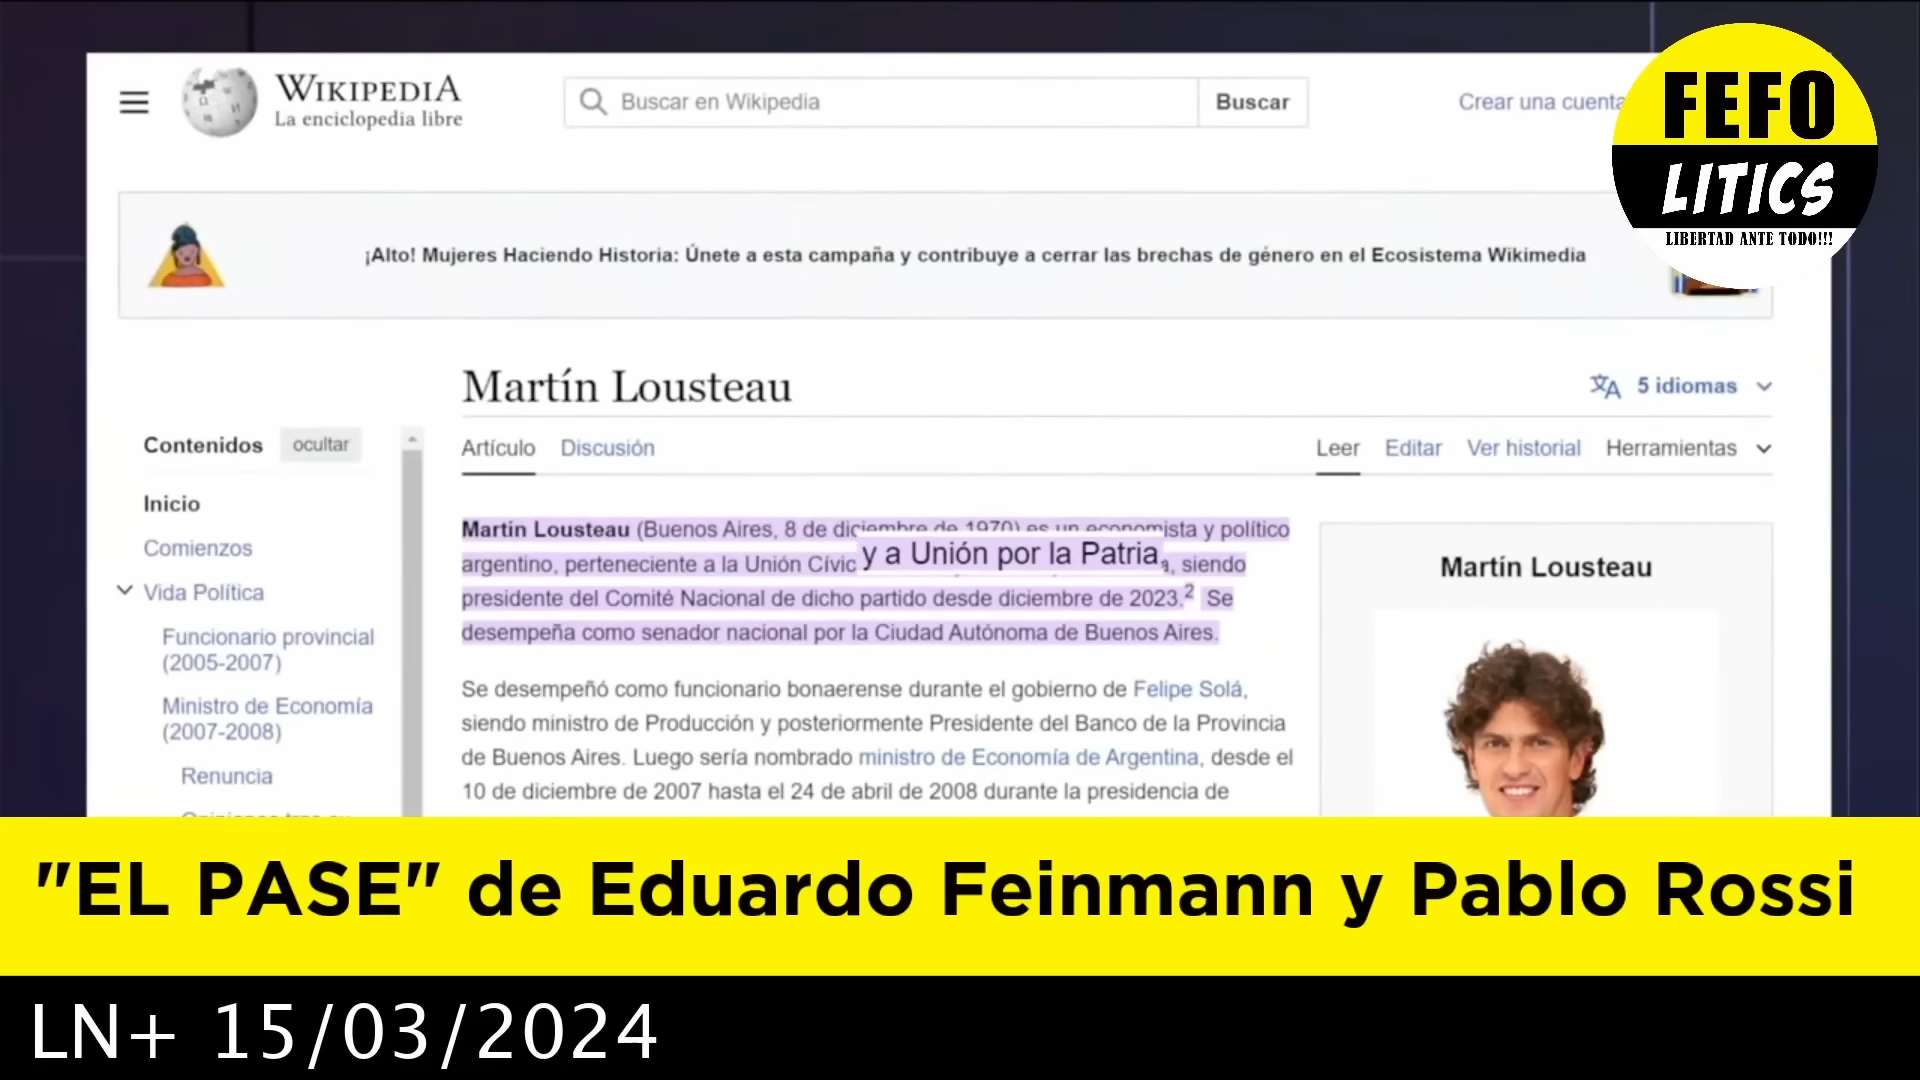 WIKIPEDIA
La enciclopedia libre
Buscar en Wikipedia
Buscar
Crear una cuenta
FEFO
LITICS
LIBERTAD ANTE TODO!!!
¡Alto! Mujeres Haciendo Historia: Únete a esta campaña y contribuye a cerrar las brechas de género en el Ecosistema Wikimedia
Martín Lousteau
5 idiomas
Contenidos
ocultar
Artículo
Discusión
Leer
Editar
Ver historial
Herramientas
Inicio
Comienzos
Vida Política
Funcionario provincial
(2005-2007)
Ministro de Economía
(2007-2008)
Renuncia
Martín Lousteau (Buenos Aires, 8 de diciembre de 1970) es un economista y político
argentino, perteneciente a la Unión Cívic y a Unión por la Patria, siendo
presidente del Comité Nacional de dicho partido desde diciembre de 2023.2 Se
desempeña como senador nacional por la Ciudad Autónoma de Buenos Aires.
Se desempeñó como funcionario bonaerense durante el gobierno de Felipe Solá,
siendo ministro de Producción y posteriormente Presidente del Banco de la Provincia
de Buenos Aires. Luego sería nombrado ministro de Economía de Argentina, desde el
10 de diciembre de 2007 hasta el 24 de abril de 2008 durante la presidencia de
Martín Lousteau
"EL PASE" de Eduardo Feinmann y Pablo Rossi
LN+ 15/03/2024